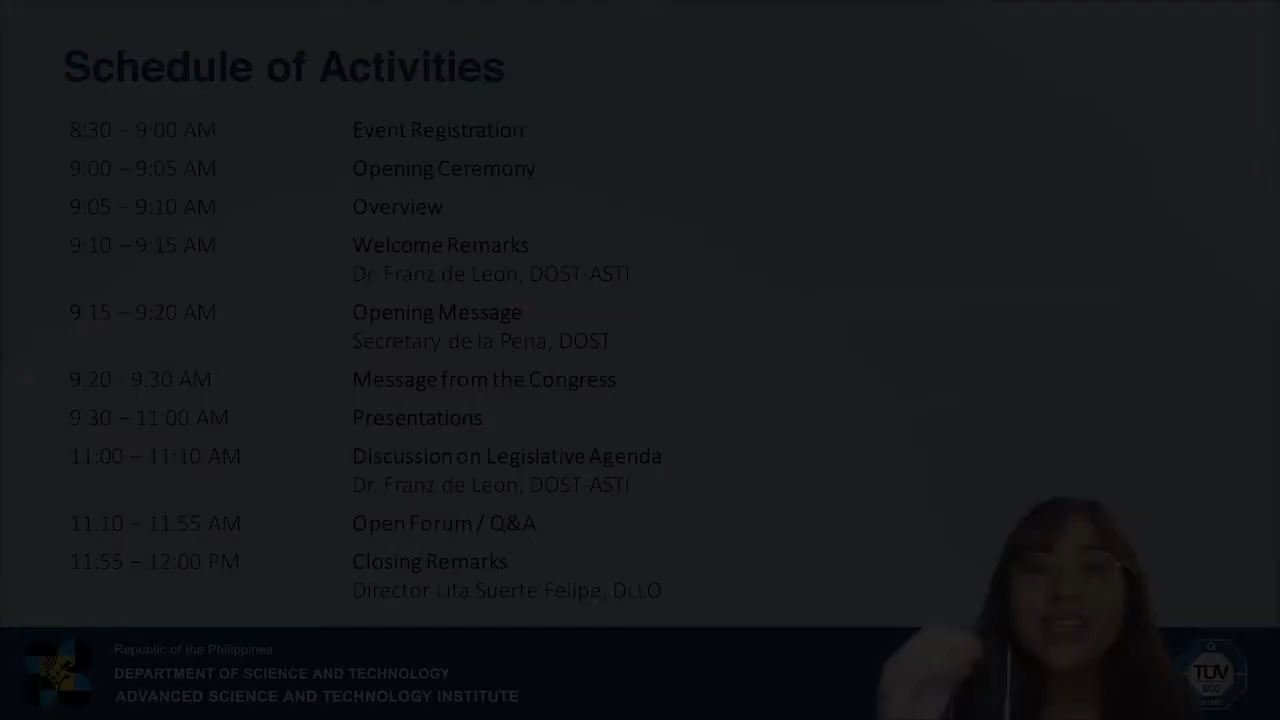 Schedule of Activities
8:30 – 9:00 AM Event Registration
9:00 – 9:05 AM Opening Ceremony
9:05 – 9:10 AM Overview
9:10 – 9:15 AM Welcome Remarks
Dr. Franz de Leon, DOST-ASTI
9:15 – 9:20 AM Opening Message
Secretary de la Pena, DOST
9:20 - 9:30 AM Message from the Congress
9:30 – 11:00 AM Presentations
11:00 – 11:10 AM Discussion on Legislative Agenda
Dr. Franz de Leon, DOST-ASTI
11:10 – 11:55 AM Open Forum / Q&A
11:55 – 12:00 PM Closing Remarks
Director Lita Suerte Felipe, DLLO
Republic of the Philippines
DEPARTMENT OF SCIENCE AND TECHNOLOGY
ADVANCED SCIENCE AND TECHNOLOGY INSTITUTE
TÜV